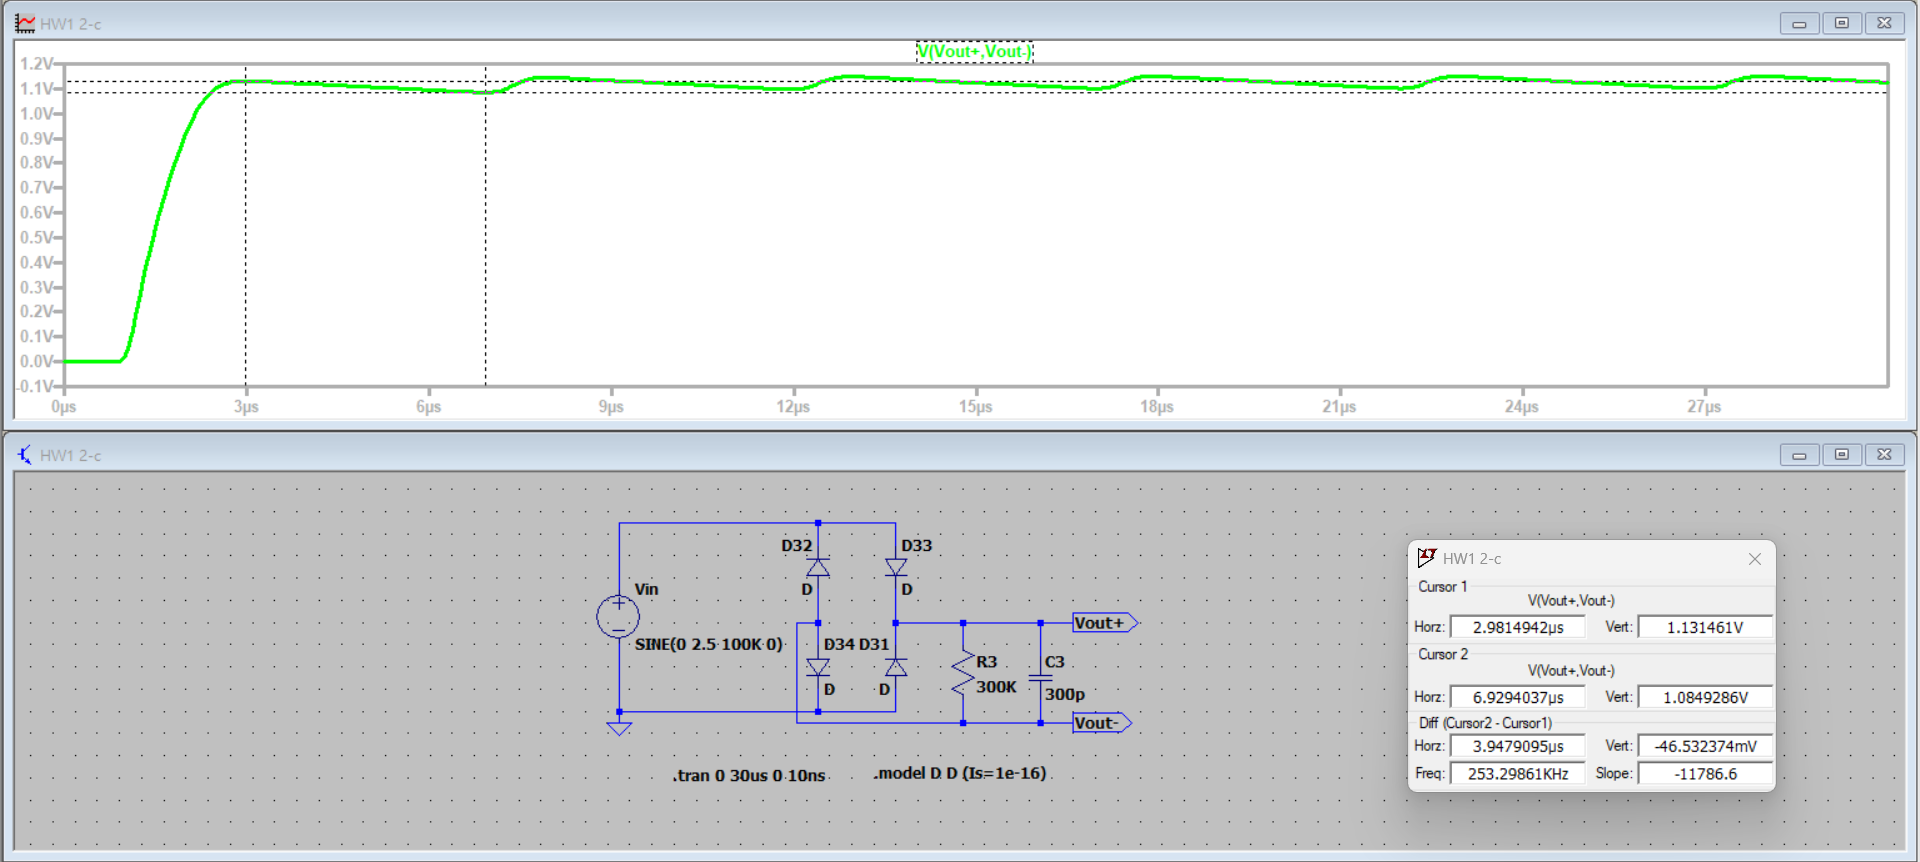 HW1 2-c
V(Vout+,Vout-)
1.2V
1.1V
1.0V
0.9V
0.8V
0.7V
0.6V
0.5V
0.4V
0.3V
0.2V
0.1V
0.0V
-0.1V
0µs 3µs 6µs 9µs 12µs 15µs 18µs 21µs 24µs 27µs
HW1 2-c
D32 D33
D D
Vin
SINE(0 2.5 100K 0)
D34 D31
D D
R3
300K
C3
300p
Vout+
Vout-
.tran 0 30us 0 10ns
.model D D (Is=1e-16)
HW1 2-c
Cursor 1
V(Vout+,Vout-)
Horz: 2.9814942µs Vert: 1.131461V
Cursor 2
V(Vout+,Vout-)
Horz: 6.9294037µs Vert: 1.0849286V
Diff (Cursor2 - Cursor1)
Horz: 3.9479095µs Vert: -46.532374mV
Freq: 253.29861KHz Slope: -11786.6